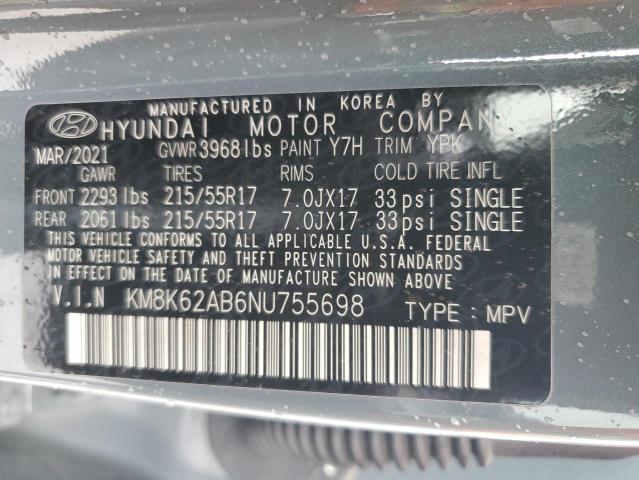 MANUFACTURED IN KOREA BY
HYUNDAI MOTOR COMPANY
MAR/2021 GVWR 3968 lbs PAINT Y7H TRIM YPK
GAWR TIRES RIMS COLD TIRE INFL
FRONT 2293 lbs 215/55R17 7.0JX17 33psi SINGLE
REAR 2061 lbs 215/55R17 7.0JX17 33psi SINGLE
THIS VEHICLE CONFORMS TO ALL APPLICABLE U.S.A. FEDERAL
MOTOR VEHICLE SAFETY AND THEFT PREVENTION STANDARDS
IN EFFECT ON THE DATE OF MANUFACTURE SHOWN ABOVE
V.I.N KM8K62AB6NU755698 TYPE : MPV